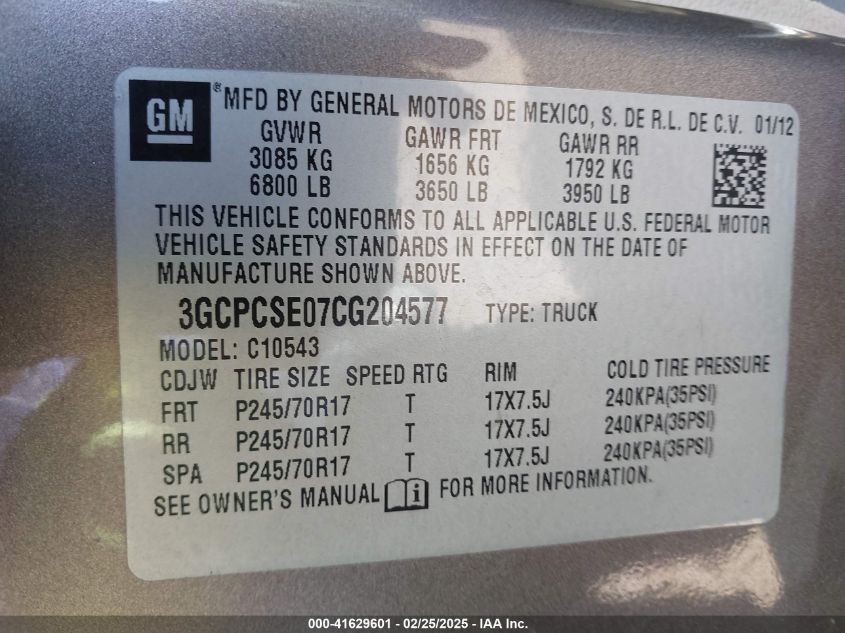 GM ® MFD BY GENERAL MOTORS DE MEXICO, S. DE R.L. DE C.V. 01/12
GVWR GAWR FRT GAWR RR
3085 KG 1656 KG 1792 KG
6800 LB 3650 LB 3950 LB
THIS VEHICLE CONFORMS TO ALL APPLICABLE U.S. FEDERAL MOTOR
VEHICLE SAFETY STANDARDS IN EFFECT ON THE DATE OF
MANUFACTURE SHOWN ABOVE.
3GCPCSE07CG204577 TYPE: TRUCK
MODEL: C10543
CDJW TIRE SIZE SPEED RTG RIM COLD TIRE PRESSURE
FRT P245/70R17 T 17X7.5J 240KPA(35PSI)
RR P245/70R17 T 17X7.5J 240KPA(35PSI)
SPA P245/70R17 T 17X7.5J 240KPA(35PSI)
SEE OWNER'S MANUAL i FOR MORE INFORMATION.
000-41629601 - 02/25/2025 - IAA Inc.